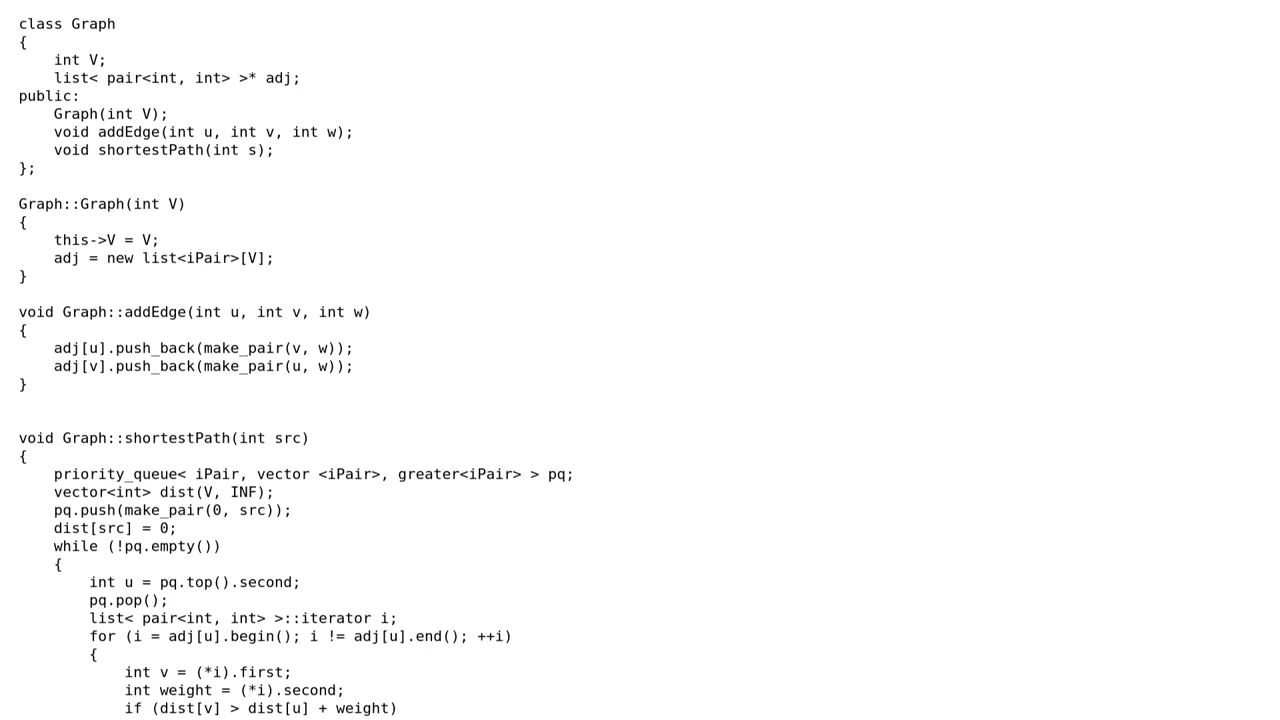 class Graph
{
    int V;
    list< pair<int, int> >* adj;
public:
    Graph(int V);
    void addEdge(int u, int v, int w);
    void shortestPath(int s);
};

Graph::Graph(int V)
{
    this->V = V;
    adj = new list<iPair>[V];
}

void Graph::addEdge(int u, int v, int w)
{
    adj[u].push_back(make_pair(v, w));
    adj[v].push_back(make_pair(u, w));
}


void Graph::shortestPath(int src)
{
    priority_queue< iPair, vector <iPair>, greater<iPair> > pq;
    vector<int> dist(V, INF);
    pq.push(make_pair(0, src));
    dist[src] = 0;
    while (!pq.empty())
    {
        int u = pq.top().second;
        pq.pop();
        list< pair<int, int> >::iterator i;
        for (i = adj[u].begin(); i != adj[u].end(); ++i)
        {
            int v = (*i).first;
            int weight = (*i).second;
            if (dist[v] > dist[u] + weight)